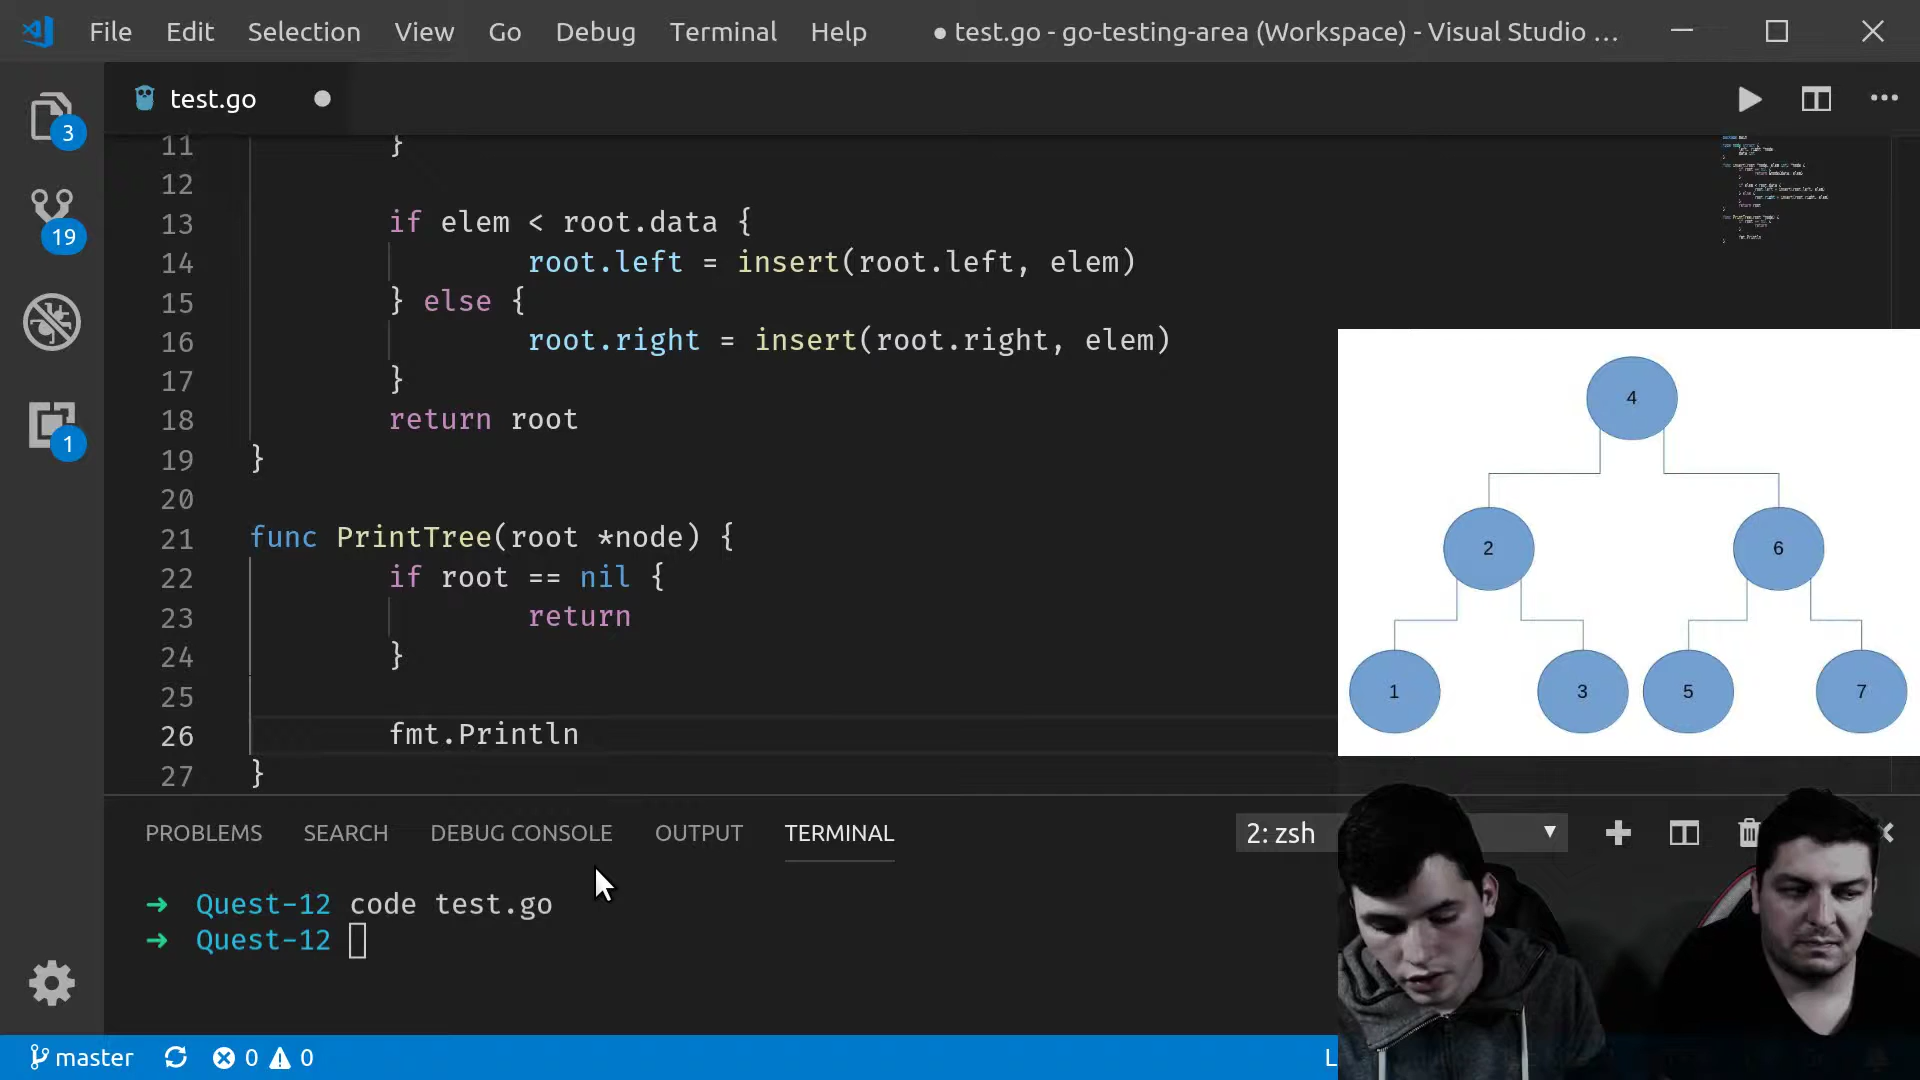 File Edit Selection View Go Debug Terminal Help ● test.go - go-testing-area (Workspace) - Visual Studio ...
test.go
3
19
1
11 }
12
13 if elem < root.data {
14 root.left = insert(root.left, elem)
15 } else {
16 root.right = insert(root.right, elem)
17 }
18 return root
19 }
20
21 func PrintTree(root *node) {
22 if root == nil {
23 return
24 }
25
26 fmt.Println
27 }
4
2 6
1 3 5 7
PROBLEMS SEARCH DEBUG CONSOLE OUTPUT TERMINAL 2: zsh
➜ Quest-12 code test.go
➜ Quest-12
master 0 0 L